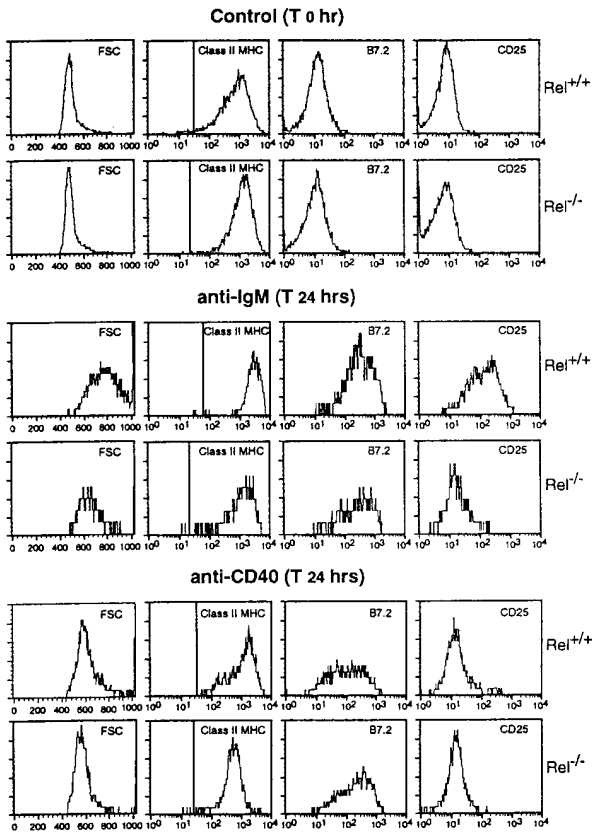 Control (T 0 hr)
FSC Class II MHC B7.2 CD25
Rel+/+
0 200 400 600 800 1000 10⁰ 10¹ 10² 10³ 10⁴ 10⁰ 10¹ 10² 10³ 10⁴ 10⁰ 10¹ 10² 10³ 10⁴
FSC Class II MHC B7.2 CD25
Rel-/-
0 200 400 600 800 1000 10⁰ 10¹ 10² 10³ 10⁴ 10⁰ 10¹ 10² 10³ 10⁴ 10⁰ 10¹ 10² 10³ 10⁴
anti-IgM (T 24 hrs)
FSC Class II MHC B7.2 CD25
Rel+/+
0 200 400 600 800 1000 10⁰ 10¹ 10² 10³ 10⁴ 10⁰ 10¹ 10² 10³ 10⁴ 10⁰ 10¹ 10² 10³ 10⁴
FSC Class II MHC B7.2 CD25
Rel-/-
0 200 400 600 800 1000 10⁰ 10¹ 10² 10³ 10⁴ 10⁰ 10¹ 10² 10³ 10⁴ 10⁰ 10¹ 10² 10³ 10⁴
anti-CD40 (T 24 hrs)
FSC Class II MHC B7.2 CD25
Rel+/+
0 200 400 600 800 1000 10⁰ 10¹ 10² 10³ 10⁴ 10⁰ 10¹ 10² 10³ 10⁴ 10⁰ 10¹ 10² 10³ 10⁴
FSC Class II MHC B7.2 CD25
Rel-/-
0 200 400 600 800 1000 10⁰ 10¹ 10² 10³ 10⁴ 10⁰ 10¹ 10² 10³ 10⁴ 10⁰ 10¹ 10² 10³ 10⁴